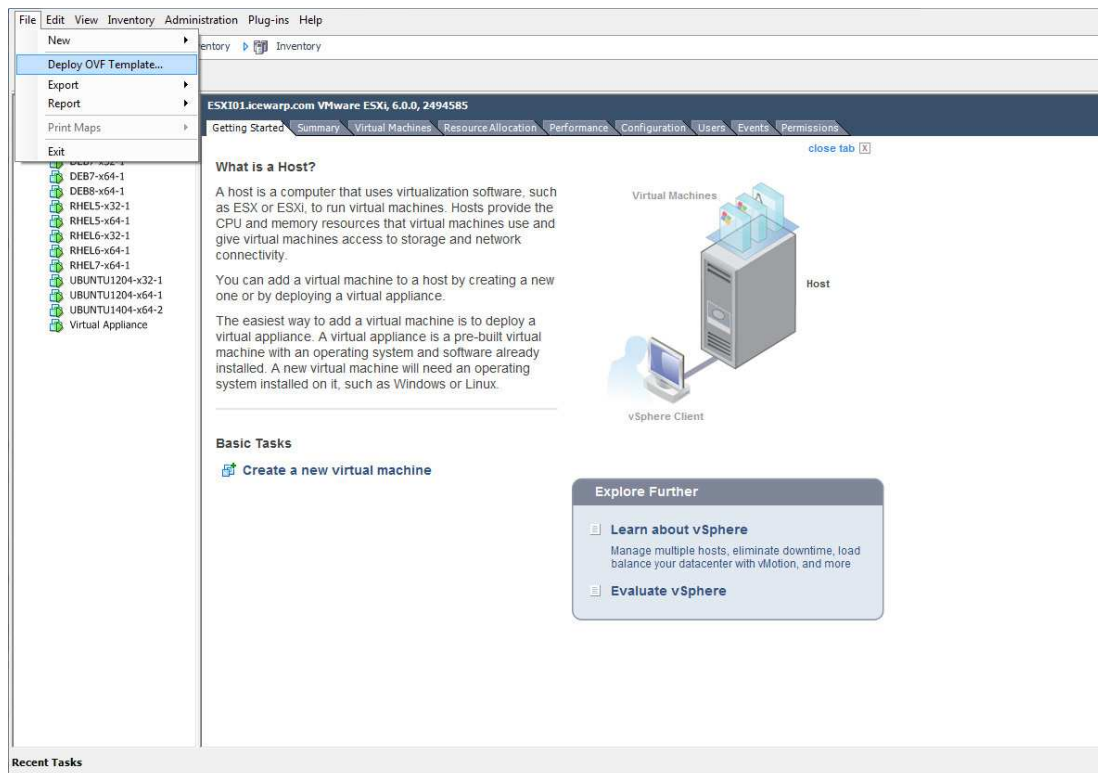 File Edit View Inventory Administration Plug-ins Help
New
entory Inventory
Deploy OVF Template...
Export
Report
Print Maps
Exit
DEB7-x32-1
DEB7-x64-1
DEB8-x64-1
RHEL5-x32-1
RHEL5-x64-1
RHEL6-x32-1
RHEL6-x64-1
RHEL7-x64-1
UBUNTU1204-x32-1
UBUNTU1204-x64-1
UBUNTU1404-x64-2
Virtual Appliance
ESXI01.icewarp.com VMware ESXi, 6.0.0, 2494585
Getting Started Summary Virtual Machines Resource Allocation Performance Configuration Users Events Permissions
close tab X
What is a Host?
A host is a computer that uses virtualization software, such
as ESX or ESXi, to run virtual machines. Hosts provide the
CPU and memory resources that virtual machines use and
give virtual machines access to storage and network
connectivity.
You can add a virtual machine to a host by creating a new
one or by deploying a virtual appliance.
The easiest way to add a virtual machine is to deploy a
virtual appliance. A virtual appliance is a pre-built virtual
machine with an operating system and software already
installed. A new virtual machine will need an operating
system installed on it, such as Windows or Linux.
Virtual Machines
Host
vSphere Client
Basic Tasks
Create a new virtual machine
Explore Further
Learn about vSphere
Manage multiple hosts, eliminate downtime, load
balance your datacenter with vMotion, and more
Evaluate vSphere
Recent Tasks